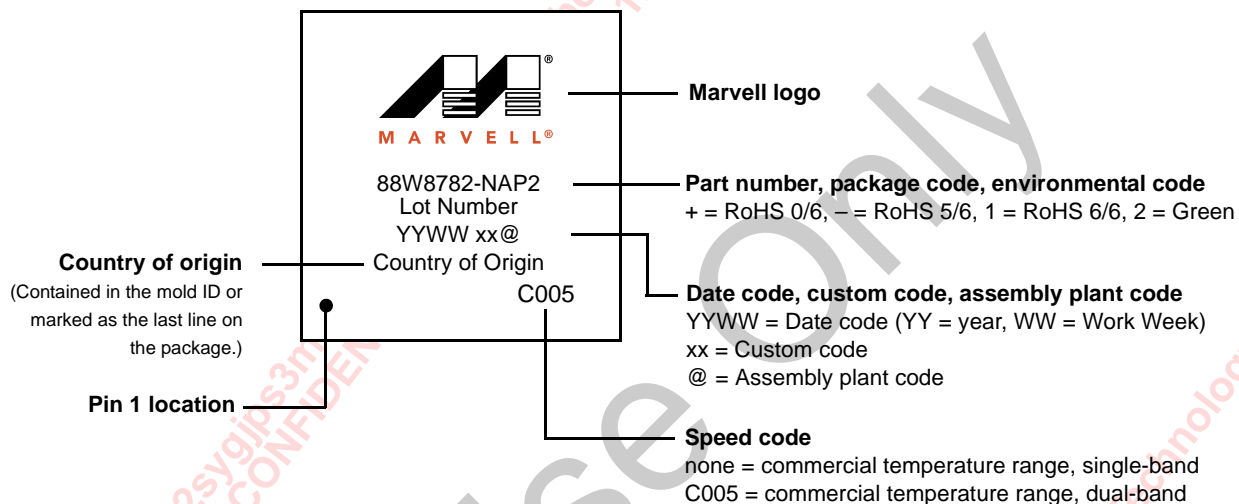 MARVELL®
®
88W8782-NAP2
Lot Number
YYWW xx@
Country of Origin
C005
Marvell logo
Part number, package code, environmental code
+ = RoHS 0/6, – = RoHS 5/6, 1 = RoHS 6/6, 2 = Green
Country of origin
(Contained in the mold ID or
marked as the last line on
the package.)
Date code, custom code, assembly plant code
YYWW = Date code (YY = year, WW = Work Week)
xx = Custom code
@ = Assembly plant code
Pin 1 location
Speed code
none = commercial temperature range, single-band
C005 = commercial temperature range, dual-band
Only